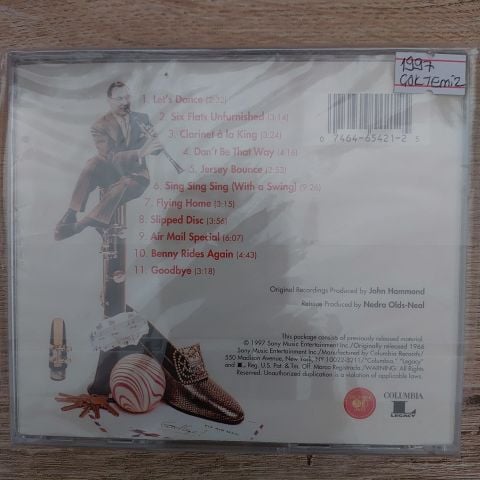 1997
ÇOK TEMİZ
1. Let's Dance (2:32)
2. Six Flats Unfurnished (3:14)
3. Clarinet à la King (3:24)
4. Don't Be That Way (4:16)
5. Jersey Bounce (2:53)
6. Sing Sing Sing (With a Swing) (9:26)
7. Flying Home (3:15)
8. Slipped Disc (3:56)
9. Air Mail Special (6:07)
10. Benny Rides Again (4:43)
11. Goodbye (3:18)
0 7464-65421-2 5
Original Recordings Produced by John Hammond
Reissue Produced by Nedra Olds-Neal
This package consists of previously released material.
© 1997 Sony Music Entertainment Inc./Originally released 1966
Sony Music Entertainment Inc./Manufactured by Columbia Records/
550 Madison Avenue, New York, NY 10022-3211/"Columbia," "Legacy"
and L, Reg. U.S. Pat. & Tm. Off. Marca Registrada./WARNING: All Rights
Reserved. Unauthorized duplication is a violation of applicable laws.
COLUMBIA
L
LEGACY